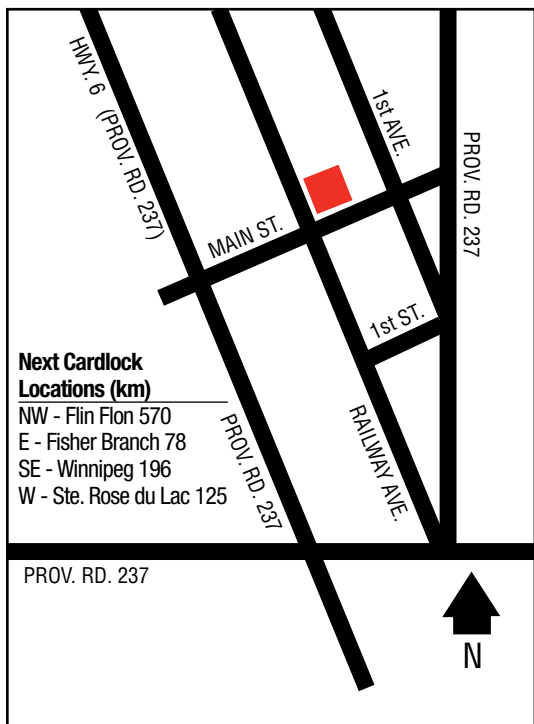 HWY. 6 (PROV. RD. 237)
1st AVE.
PROV. RD. 237
MAIN ST.
1st ST.
Next Cardlock
Locations (km)
NW - Flin Flon 570
E - Fisher Branch 78
SE - Winnipeg 196
W - Ste. Rose du Lac 125
PROV. RD. 237
RAILWAY AVE.
PROV. RD. 237
N